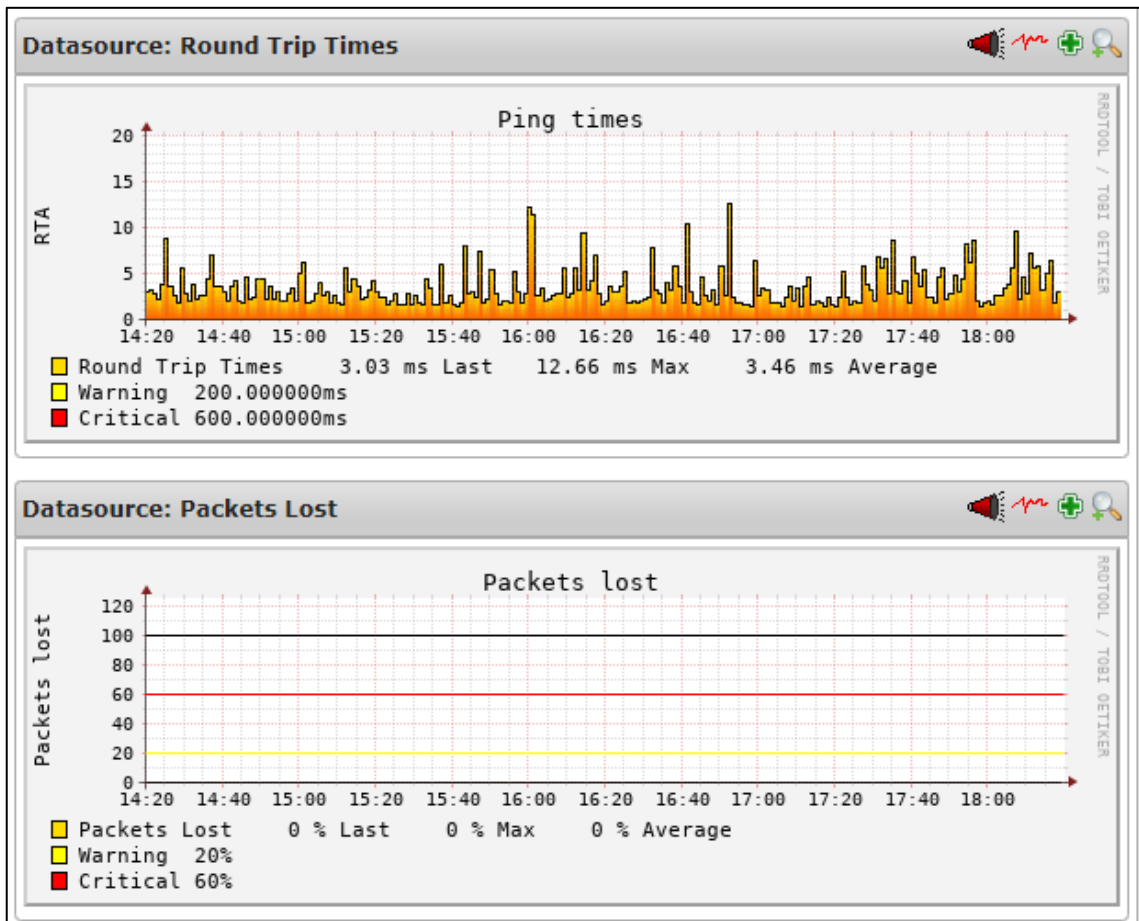 Datasource: Round Trip Times
Ping times
RRDTOOL / TOBI OETIKER
RTA
20
15
10
5
0
14:20 14:40 15:00 15:20 15:40 16:00 16:20 16:40 17:00 17:20 17:40 18:00
Round Trip Times 3.03 ms Last 12.66 ms Max 3.46 ms Average
Warning 200.000000ms
Critical 600.000000ms
Datasource: Packets Lost
Packets lost
RRDTOOL / TOBI OETIKER
Packets lost
120
100
80
60
40
20
0
14:20 14:40 15:00 15:20 15:40 16:00 16:20 16:40 17:00 17:20 17:40 18:00
Packets Lost 0 % Last 0 % Max 0 % Average
Warning 20%
Critical 60%